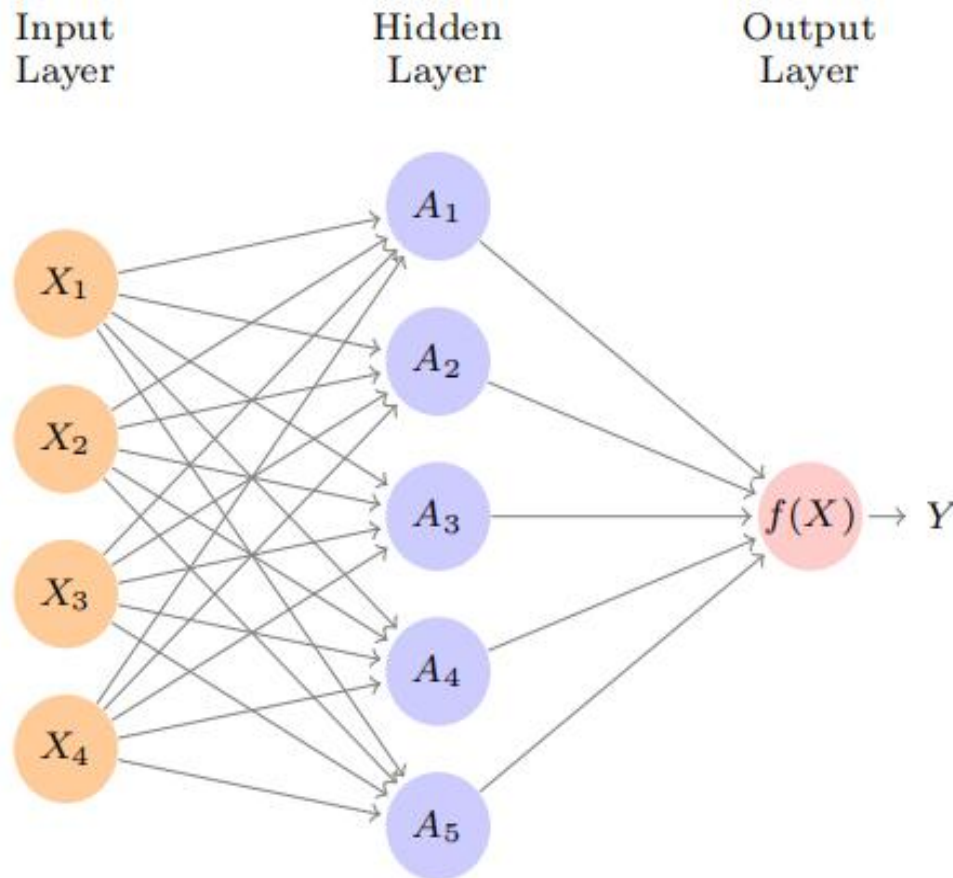 Input
Layer
Hidden
Layer
Output
Layer
X₁
X₂
X₃
X₄
A₁
A₂
A₃
A₄
A₅
f(X)
Y